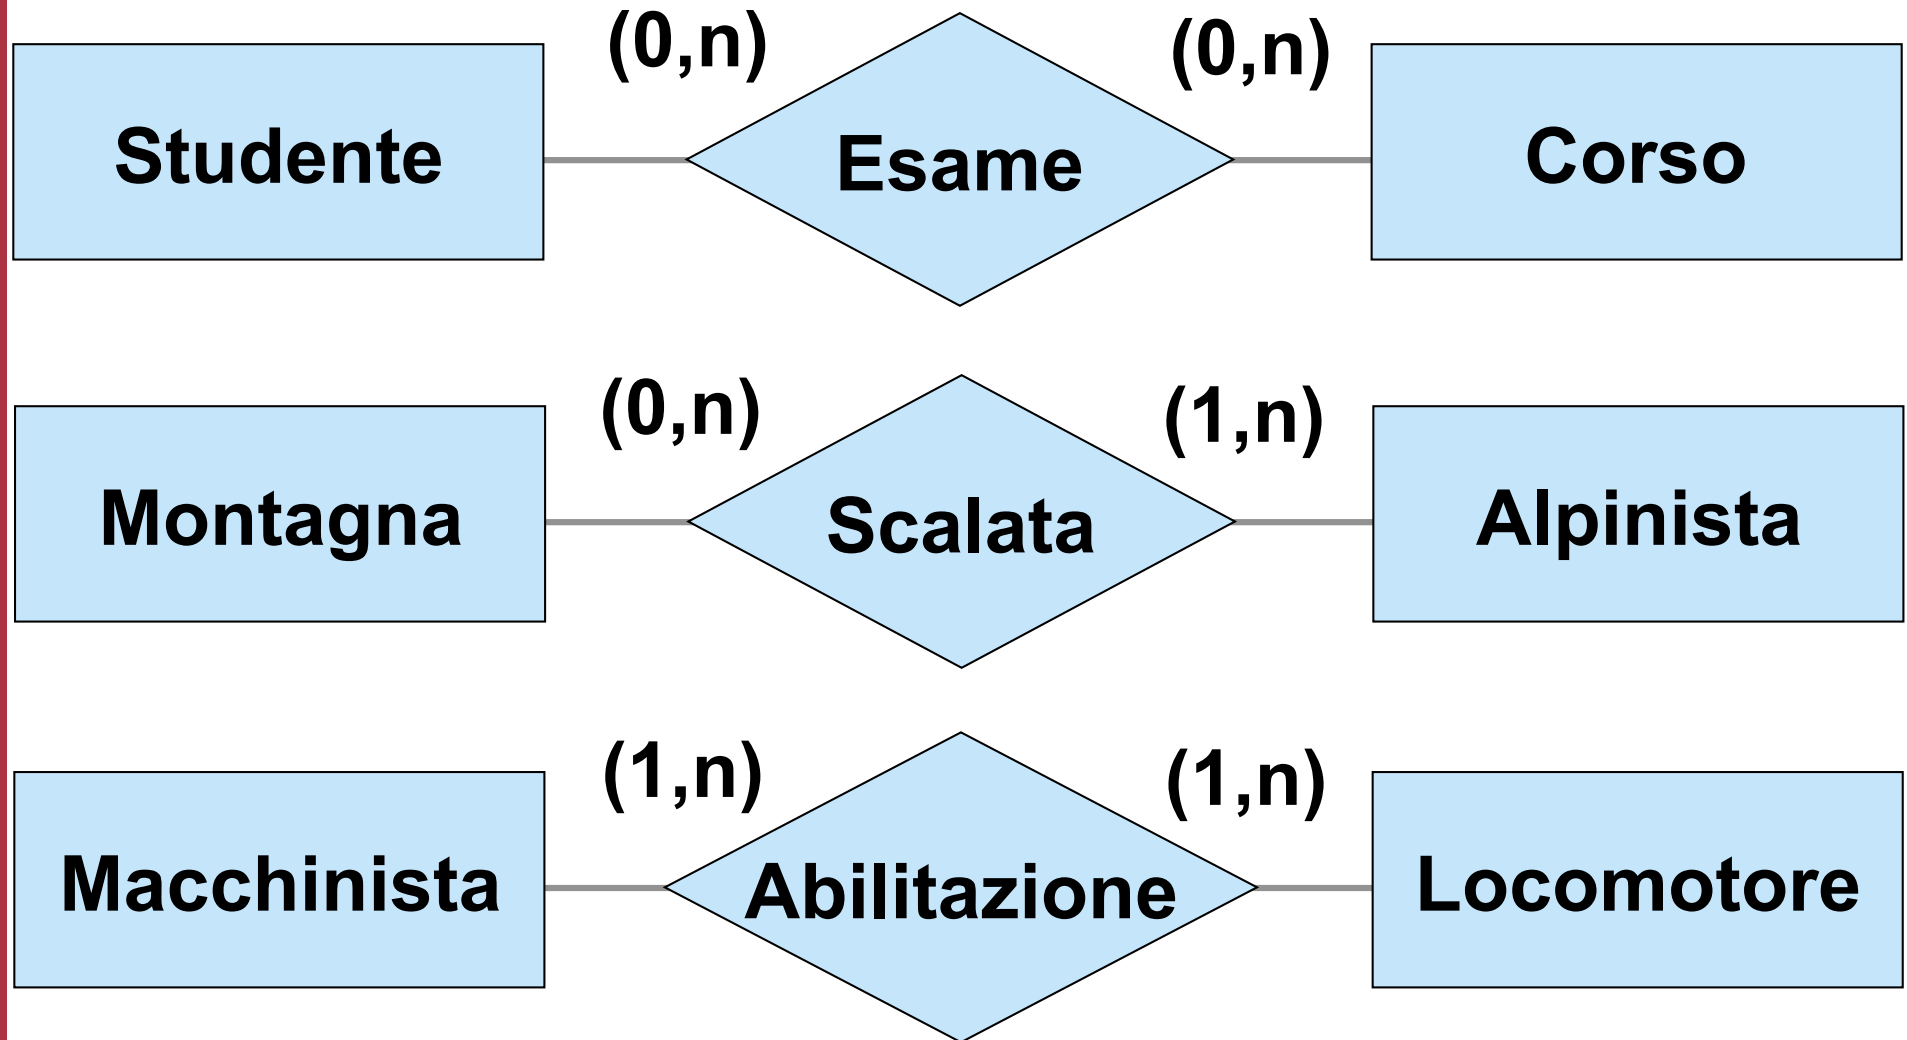 (0,n) (0,n)
Studente Esame Corso
(0,n) (1,n)
Montagna Scalata Alpinista
(1,n) (1,n)
Macchinista Abilitazione Locomotore